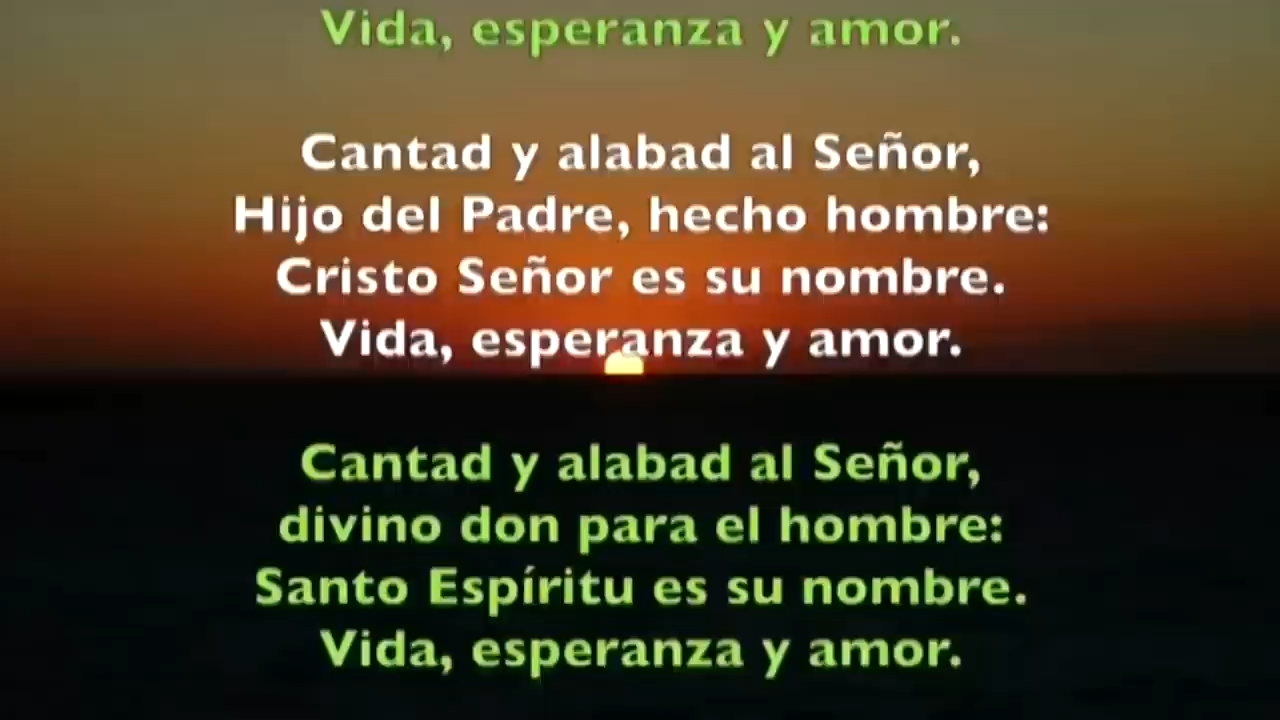 Vida, esperanza y amor.
Cantad y alabad al Señor,
Hijo del Padre, hecho hombre:
Cristo Señor es su nombre.
Vida, esperanza y amor.
Cantad y alabad al Señor,
divino don para el hombre:
Santo Espíritu es su nombre.
Vida, esperanza y amor.